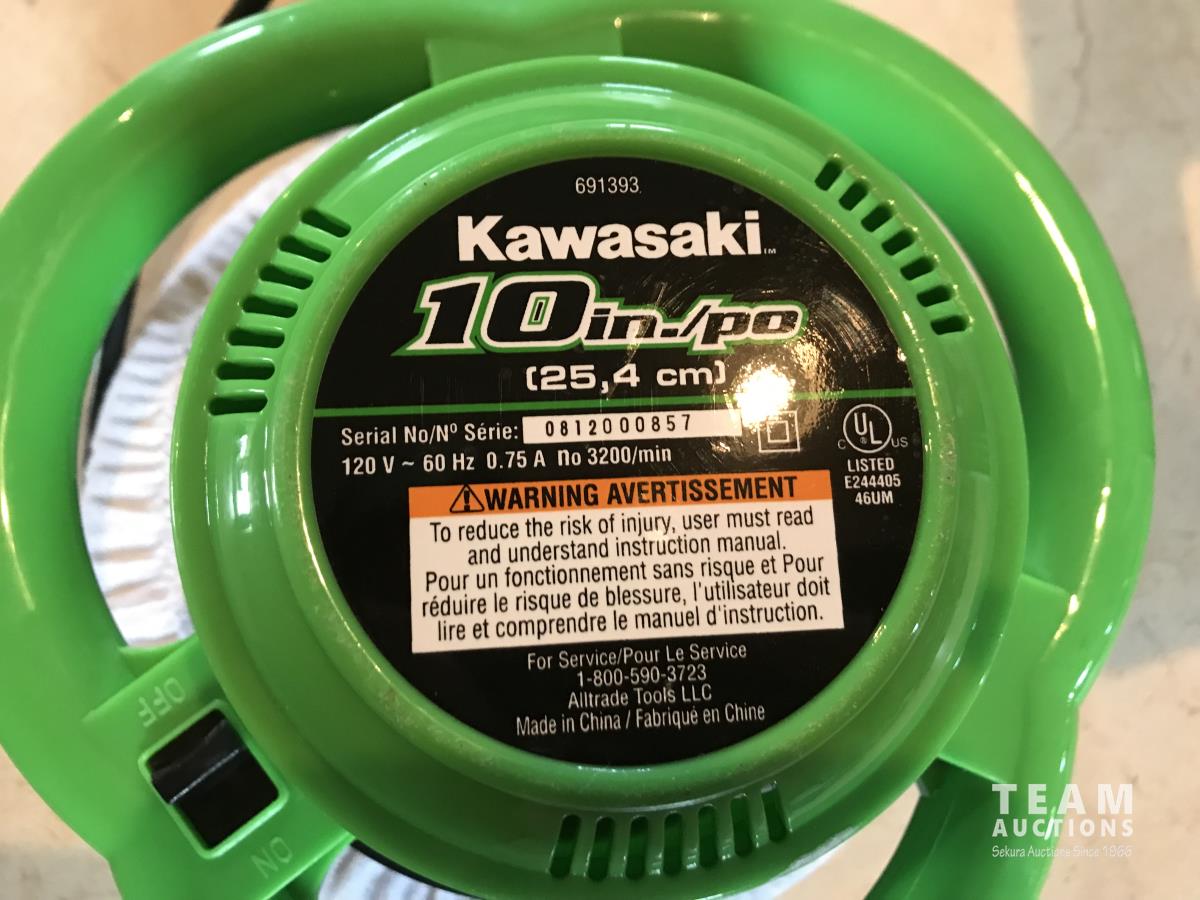 691393
Kawasaki™
10in./po
(25,4 cm)
Serial No/Nº Série: 0812000857
120 V ~ 60 Hz 0.75 A no 3200/min
C UL ® US
LISTED
E244405
46UM
WARNING AVERTISSEMENT
To reduce the risk of injury, user must read
and understand instruction manual.
Pour un fonctionnement sans risque et Pour
réduire le risque de blessure, l'utilisateur doit
lire et comprendre le manuel d'instruction.
For Service/Pour Le Service
1-800-590-3723
Alltrade Tools LLC
Made in China / Fabriqué en Chine
OFF
ON
TEAM
AUCTIONS
Sekura Auctions Since 1966